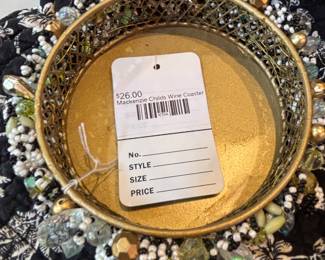 $26.00
Mackenzie Childs Wine Coaster
No.
STYLE
SIZE
PRICE